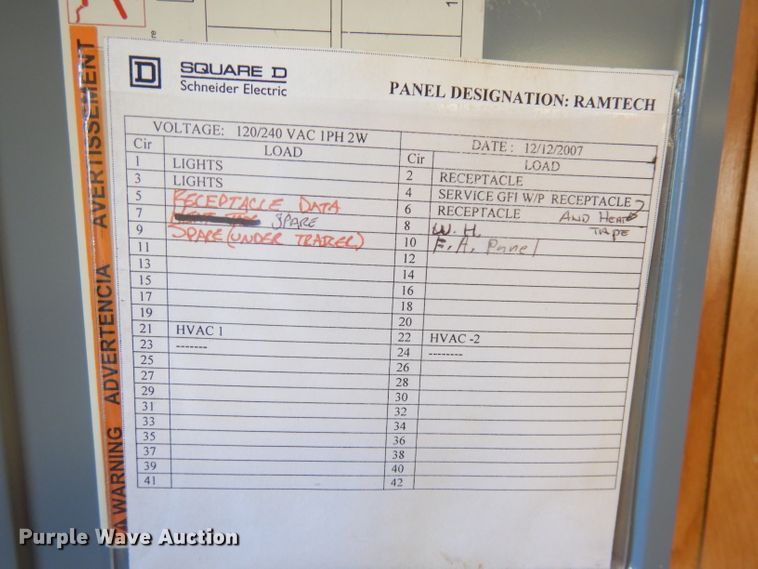 SQUARE D
Schneider Electric
PANEL DESIGNATION: RAMTECH
VOLTAGE: 120/240 VAC 1PH 2W DATE: 12/12/2007
Cir LOAD Cir LOAD
1 LIGHTS 2 RECEPTACLE
3 LIGHTS 4 SERVICE GFI W/P RECEPTACLE
5 RECEPTACLE DATA 6 RECEPTACLE AND HEAT
7 SPARE 8 W.H. TAPE
9 SPARE (UNDER TRAILER) 10 F.A. Panel
11 12
13 14
15 16
17 18
19 20
21 HVAC 1 22 HVAC -2
23 ------- 24 --------
25 26
27 28
29 30
31 32
33 34
35 36
37 38
39 40
41 42
WARNING ADVERTENCIA AVERTISSEMENT
Purple Wave Auction